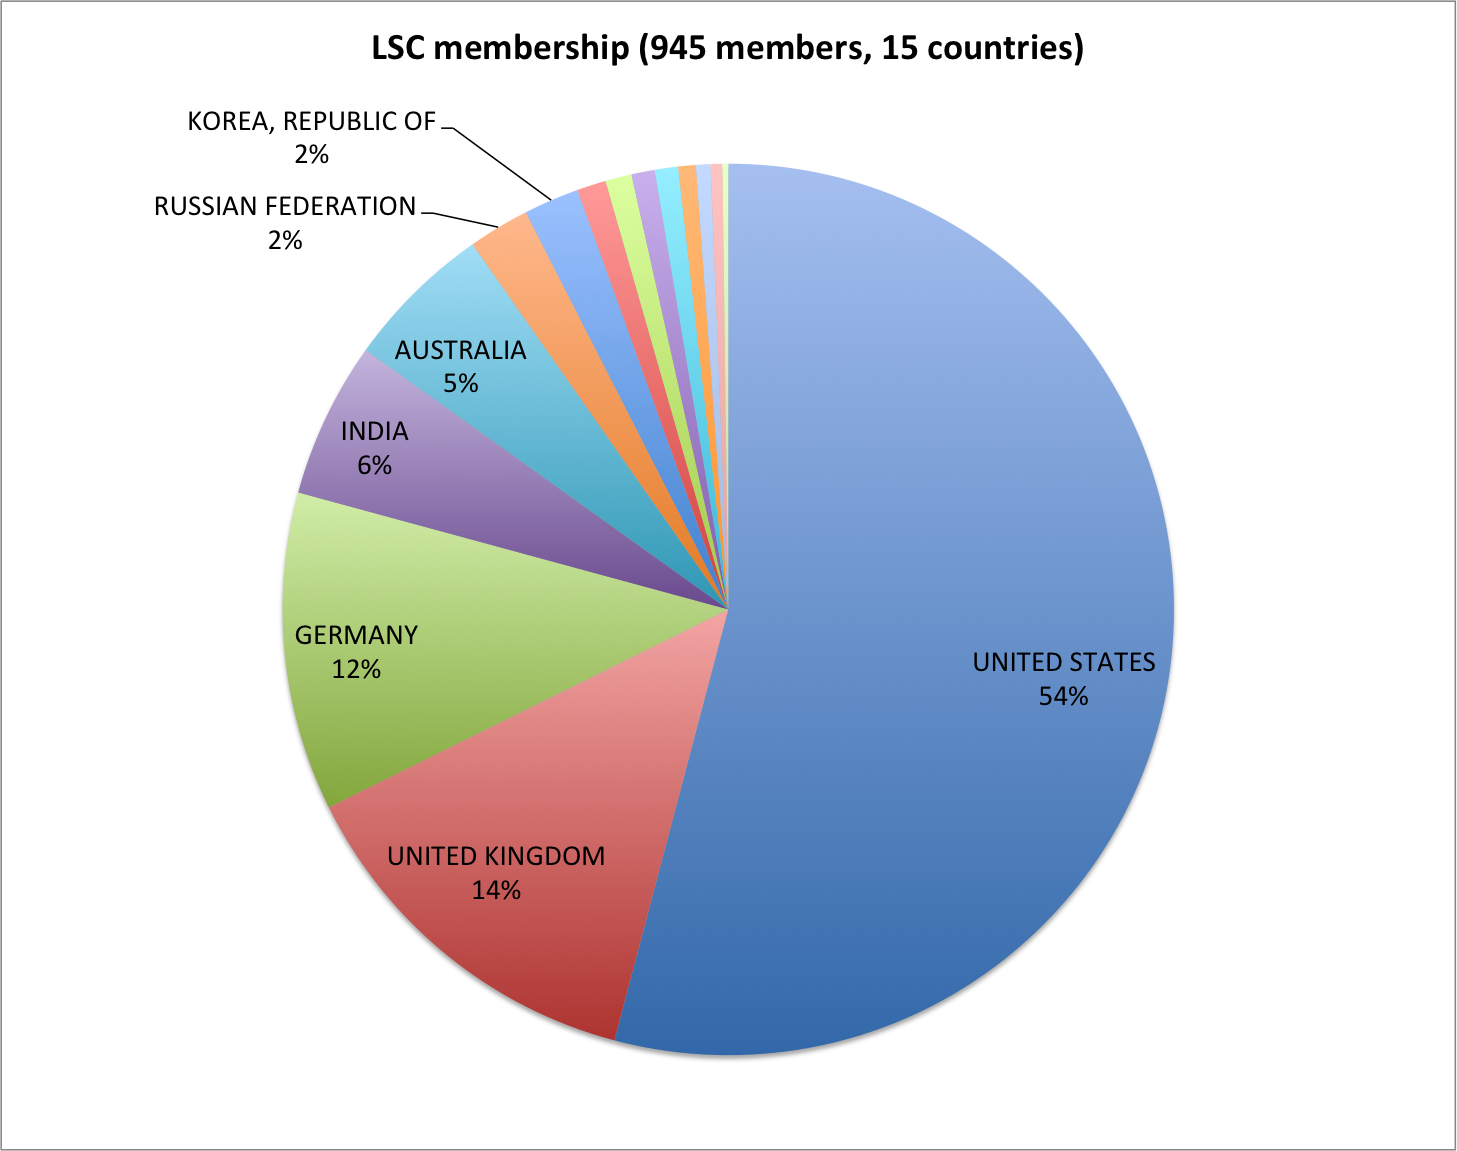 LSC membership (945 members, 15 countries)
KOREA, REPUBLIC OF
2%
RUSSIAN FEDERATION
2%
AUSTRALIA
5%
INDIA
6%
GERMANY
12%
UNITED STATES
54%
UNITED KINGDOM
14%